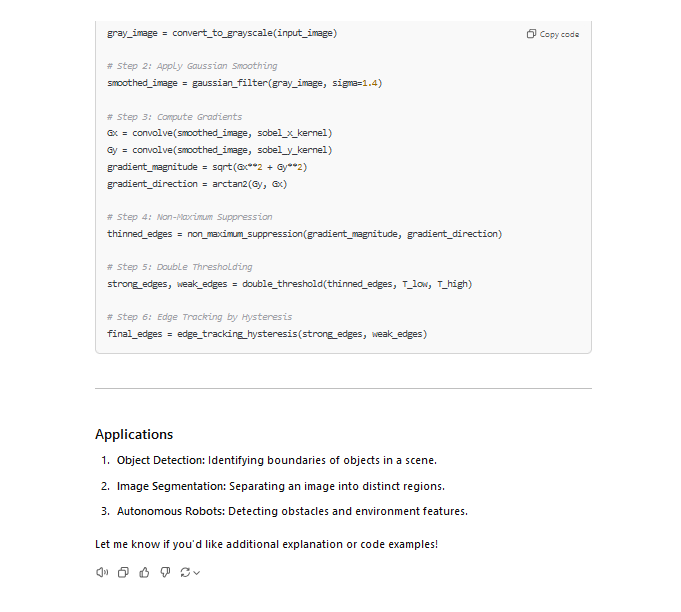 gray_image = convert_to_grayscale(input_image)
Copy code
# Step 2: Apply Gaussian Smoothing
smoothed_image = gaussian_filter(gray_image, sigma=1.4)
# Step 3: Compute Gradients
Gx = convolve(smoothed_image, sobel_x_kernel)
Gy = convolve(smoothed_image, sobel_y_kernel)
gradient_magnitude = sqrt(Gx**2 + Gy**2)
gradient_direction = arctan2(Gy, Gx)
# Step 4: Non-Maximum Suppression
thinned_edges = non_maximum_suppression(gradient_magnitude, gradient_direction)
# Step 5: Double Thresholding
strong_edges, weak_edges = double_threshold(thinned_edges, T_low, T_high)
# Step 6: Edge Tracking by Hysteresis
final_edges = edge_tracking_hysteresis(strong_edges, weak_edges)
Applications
1. Object Detection: Identifying boundaries of objects in a scene.
2. Image Segmentation: Separating an image into distinct regions.
3. Autonomous Robots: Detecting obstacles and environment features.
Let me know if you'd like additional explanation or code examples!